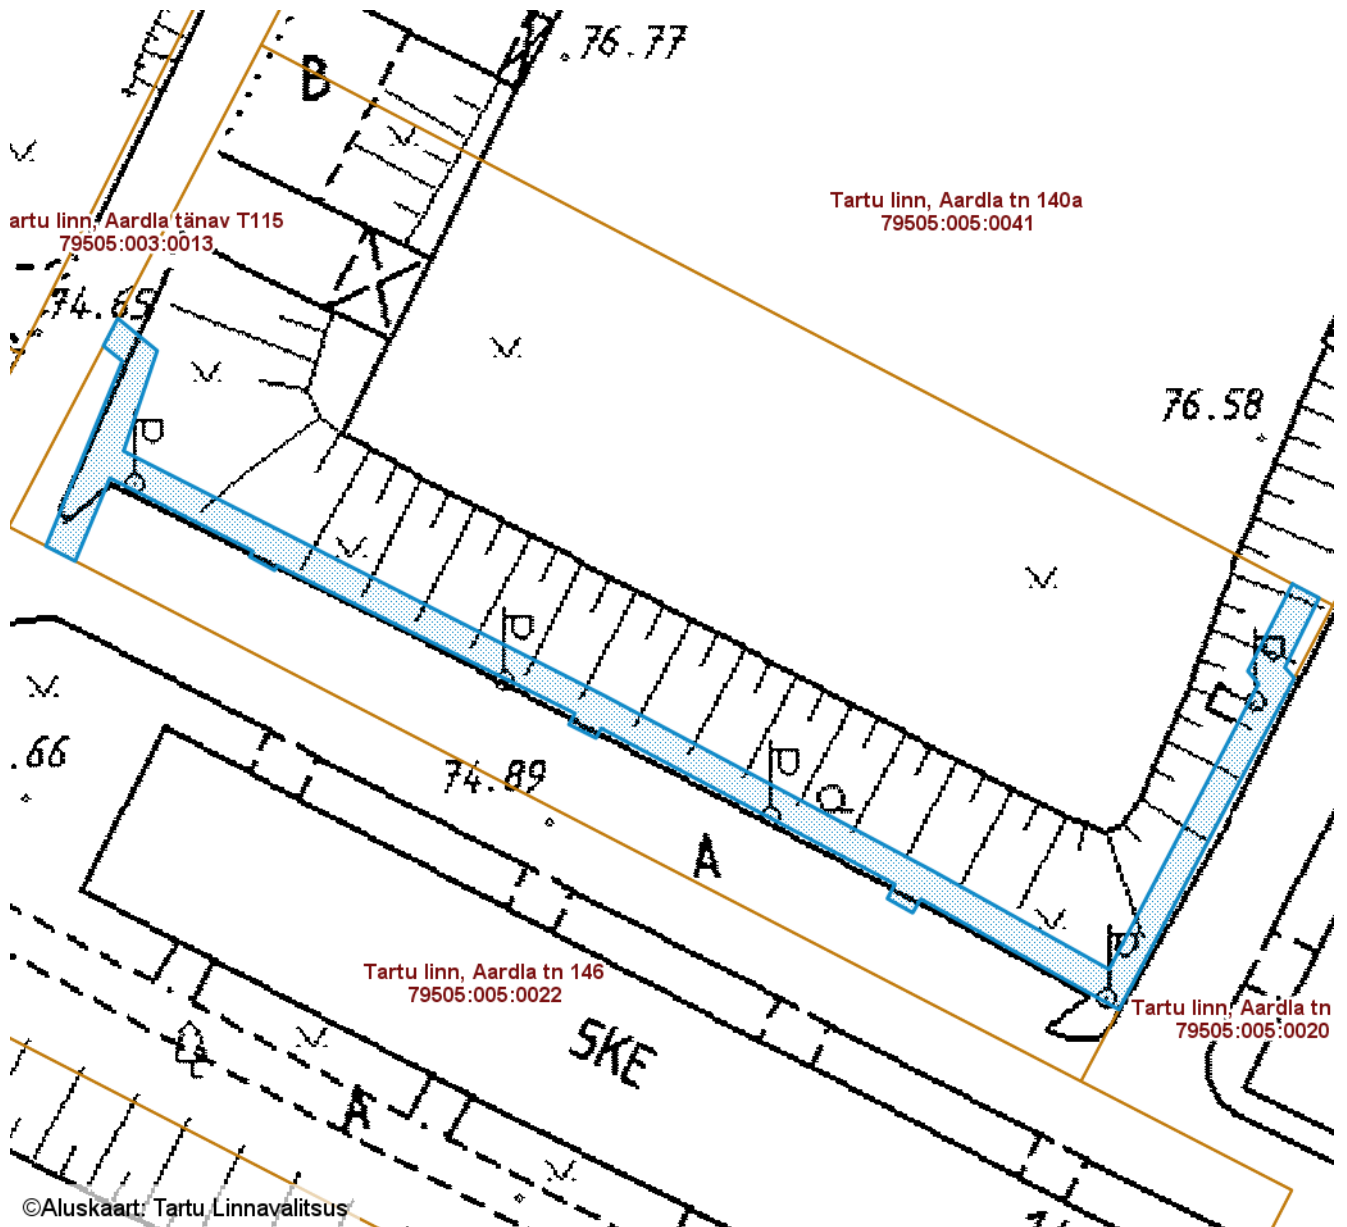 76.77
B
Tartu linn, Aardla tn 140a
79505:005:0041
artu linn, Aardla tänav T115
79505:003:0013
74.65
76.58
.66
74.89
A
Tartu linn, Aardla tn 146
79505:005:0022
Tartu linn, Aardla tn
79505:005:0020
SKE
A
©Aluskaart: Tartu Linnavalitsus